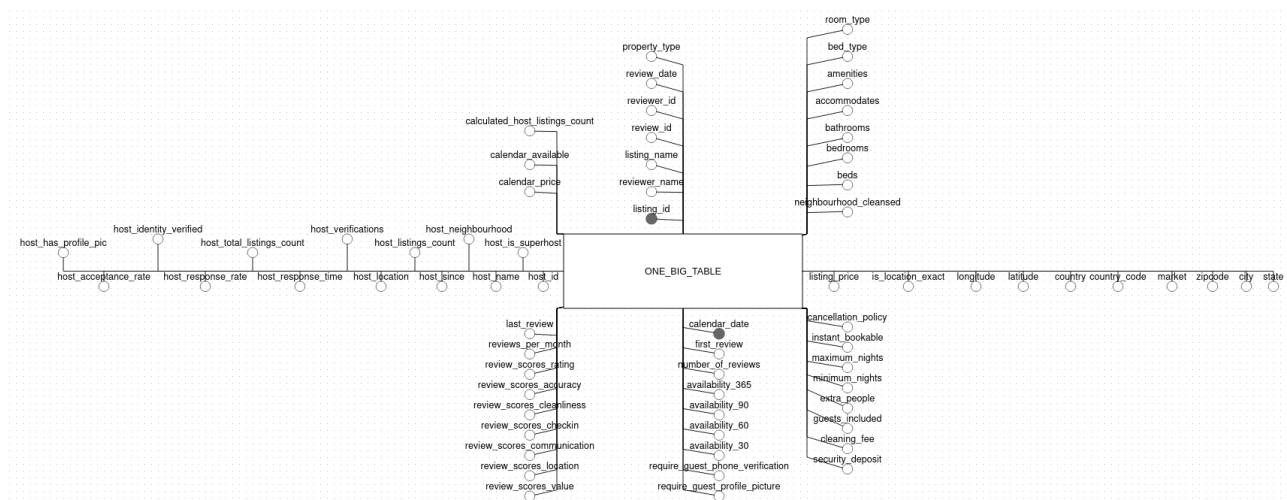 room_type
property_type
bed_type
review_date
amenities
reviewer_id
accommodates
calculated_host_listings_count
review_id
bathrooms
calendar_available
listing_name
bedrooms
calendar_price
reviewer_name
beds
listing_id
neighbourhood_cleansed
host_identity_verified
host_verifications
host_neighbourhood
host_has_profile_pic
host_total_listings_count
host_listings_count
host_is_superhost
ONE_BIG_TABLE
host_acceptance_rate
host_response_rate
host_response_time
host_location
host_since
host_name
host_id
listing_price
is_location_exact
longitude
latitude
country
country_code
market
zipcode
city
state
last_review
calendar_date
cancellation_policy
reviews_per_month
first_review
instant_bookable
review_scores_rating
number_of_reviews
maximum_nights
review_scores_accuracy
availability_365
minimum_nights
review_scores_cleanliness
availability_90
extra_people
review_scores_checkin
availability_60
guests_included
review_scores_communication
availability_30
cleaning_fee
review_scores_location
require_guest_phone_verification
security_deposit
review_scores_value
require_guest_profile_picture